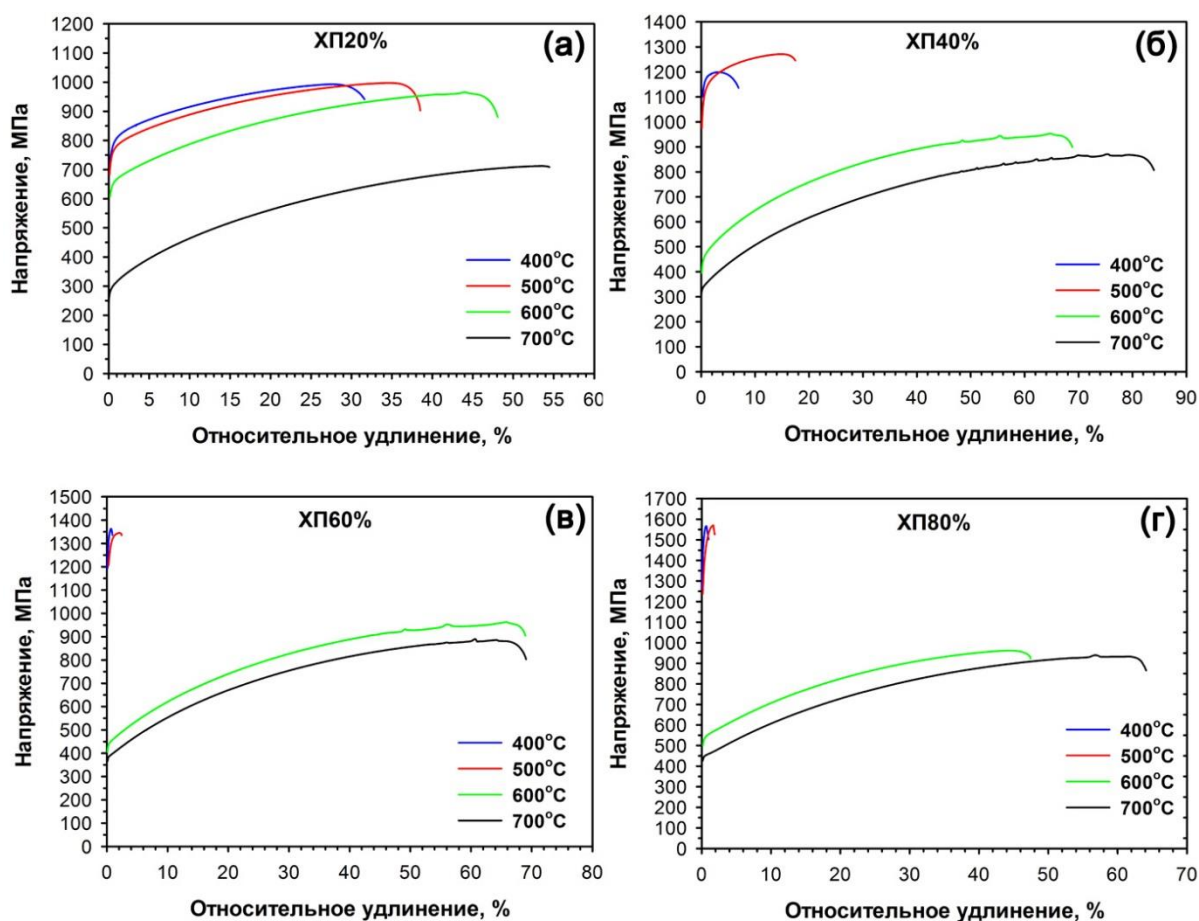 ХП20%
(а)
Напряжение, МПа
1200
1100
1000
900
800
700
600
500
400
300
200
100
0
400°C
500°C
600°C
700°C
0 5 10 15 20 25 30 35 40 45 50 55 60
Относительное удлинение, %
ХП40%
(б)
Напряжение, МПа
1400
1300
1200
1100
1000
900
800
700
600
500
400
300
200
100
0
400°C
500°C
600°C
700°C
0 10 20 30 40 50 60 70 80 90
Относительное удлинение, %
ХП60%
(в)
Напряжение, МПа
1500
1400
1300
1200
1100
1000
900
800
700
600
500
400
300
200
100
0
400°C
500°C
600°C
700°C
0 10 20 30 40 50 60 70 80
Относительное удлинение, %
ХП80%
(г)
Напряжение, МПа
1700
1600
1500
1400
1300
1200
1100
1000
900
800
700
600
500
400
300
200
100
0
400°C
500°C
600°C
700°C
0 10 20 30 40 50 60 70
Относительное удлинение, %